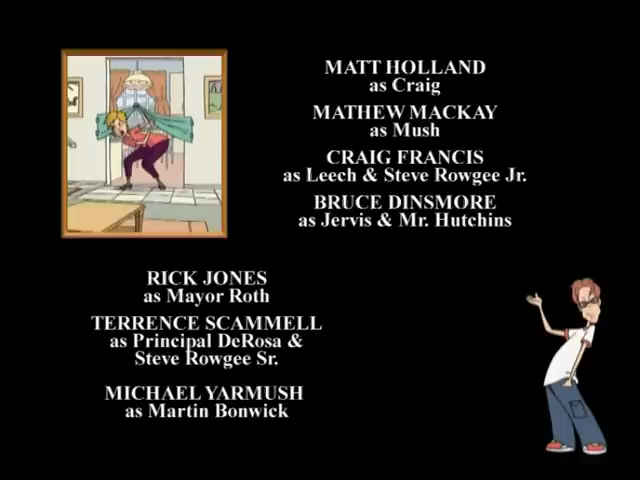 MATT HOLLAND
as Craig
MATHEW MACKAY
as Mush
CRAIG FRANCIS
as Leech & Steve Rowgee Jr.
BRUCE DINSMORE
as Jervis & Mr. Hutchins
RICK JONES
as Mayor Roth
TERRENCE SCAMMELL
as Principal DeRosa &
Steve Rowgee Sr.
MICHAEL YARMUSH
as Martin Bonwick